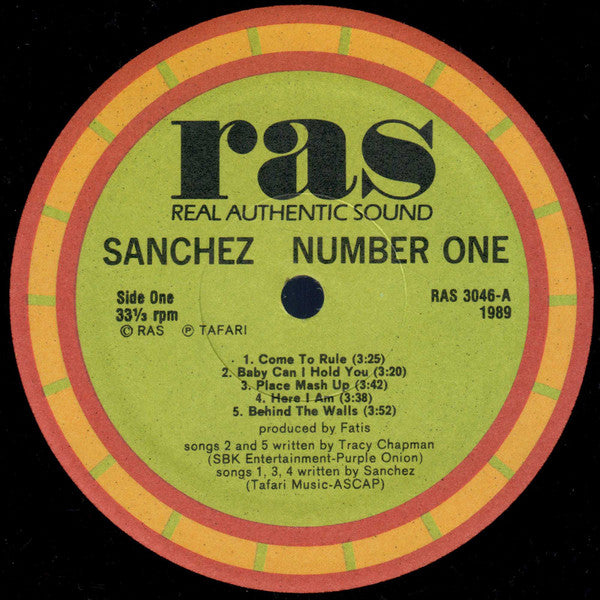 ras
REAL AUTHENTIC SOUND
SANCHEZ NUMBER ONE
Side One
33⅓ rpm
© RAS ℗ TAFARI
RAS 3046-A
1989
1. Come To Rule (3:25)
2. Baby Can I Hold You (3:20)
3. Place Mash Up (3:42)
4. Here I Am (3:38)
5. Behind The Walls (3:52)
produced by Fatis
songs 2 and 5 written by Tracy Chapman
(SBK Entertainment-Purple Onion)
songs 1, 3, 4 written by Sanchez
(Tafari Music-ASCAP)